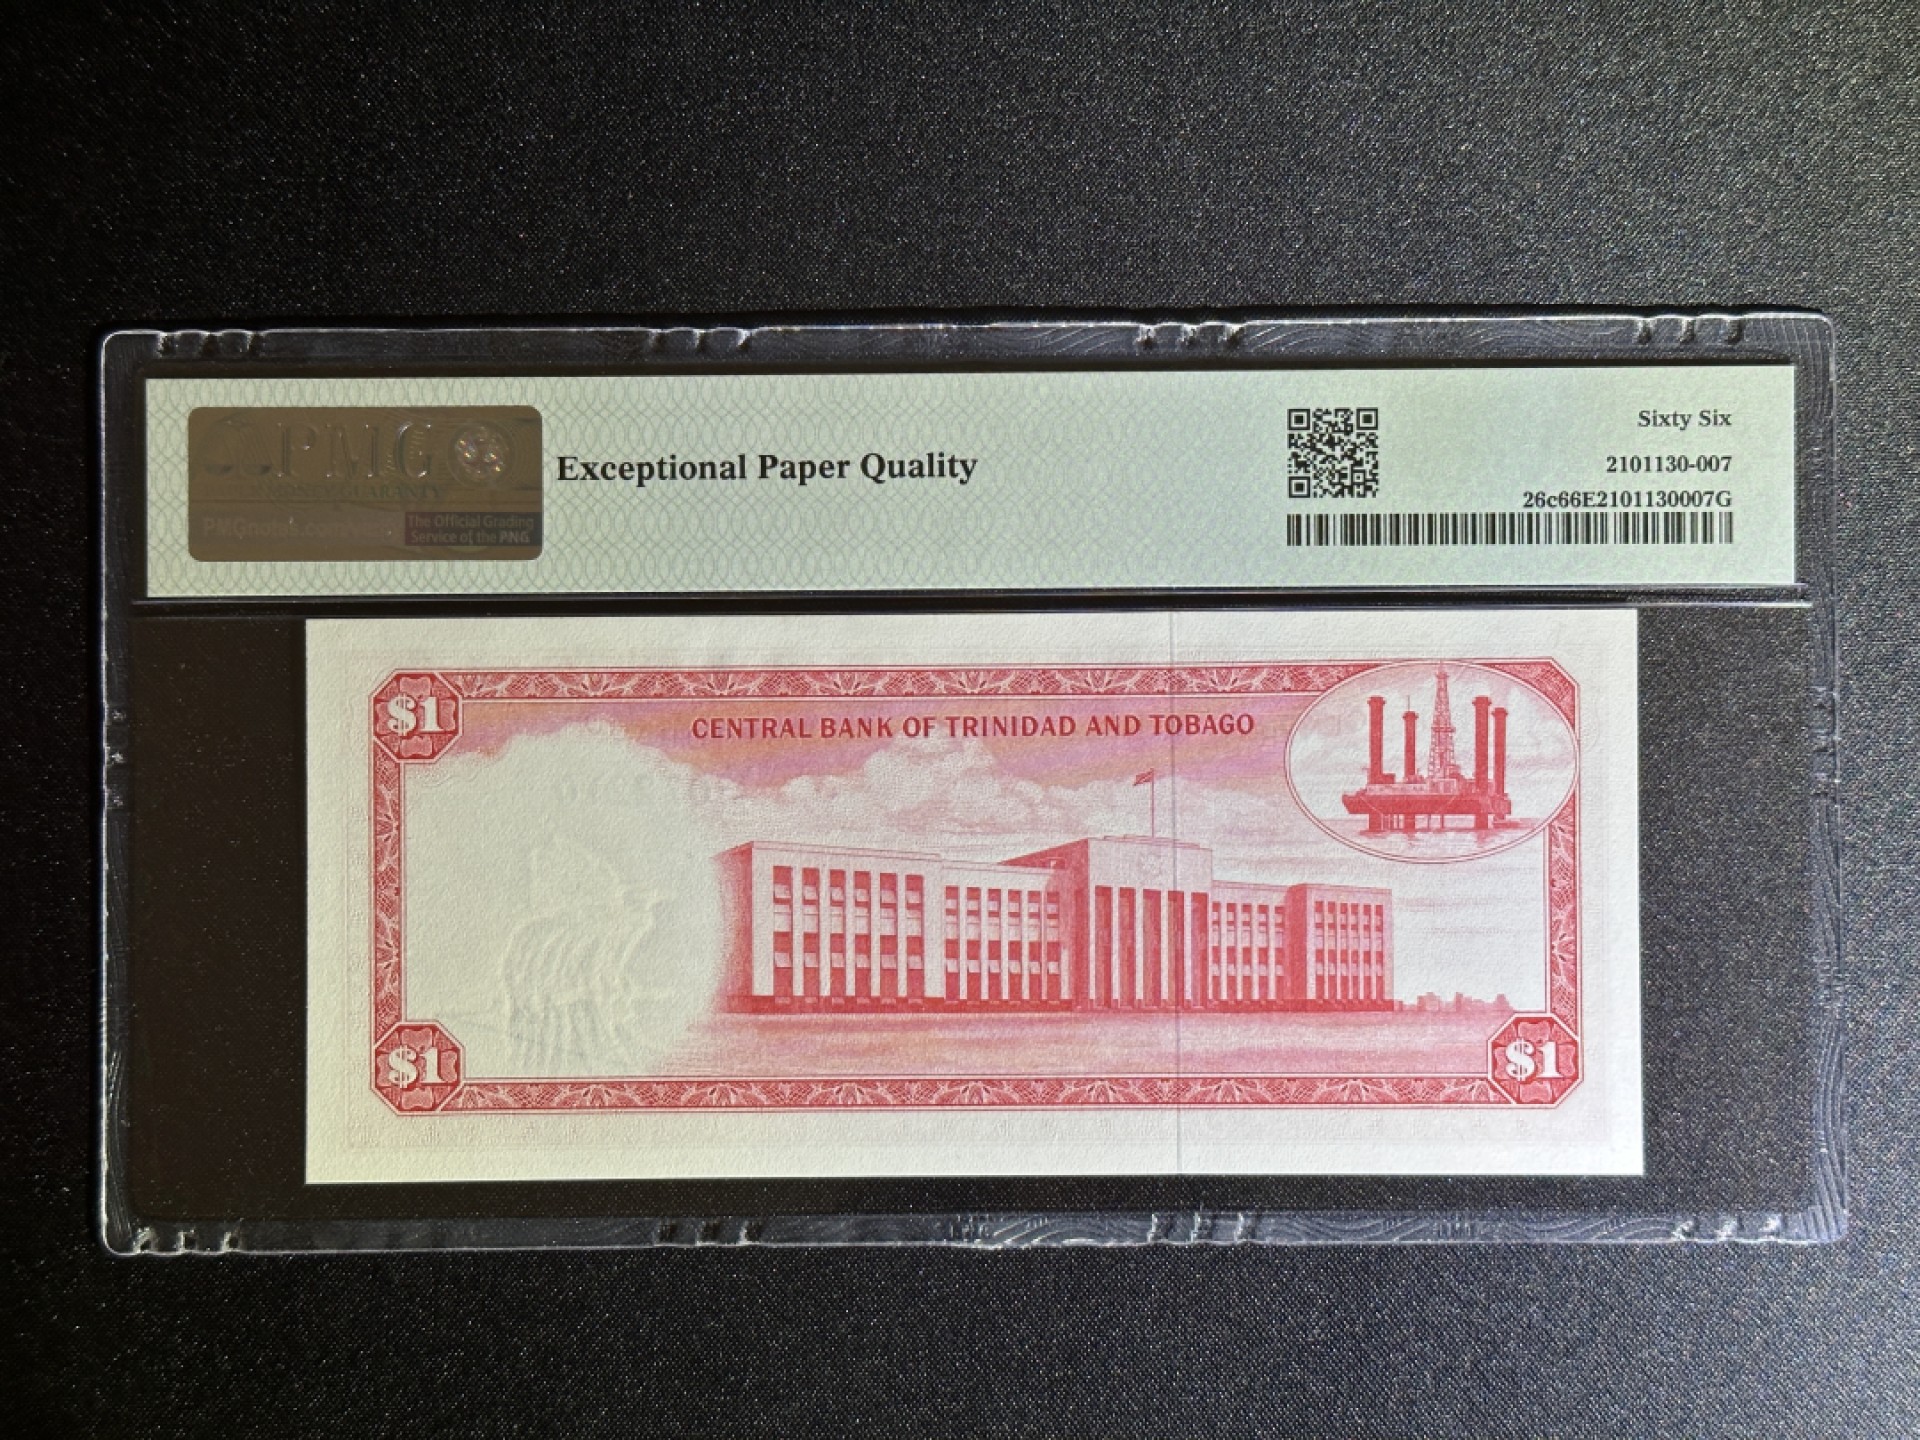 PMG
Exceptional Paper Quality
The Official Grading
Service of the PNG
Sixty Six
2101130-007
26c66E2101130007G
$1
CENTRAL BANK OF TRINIDAD AND TOBAGO
$1
$1